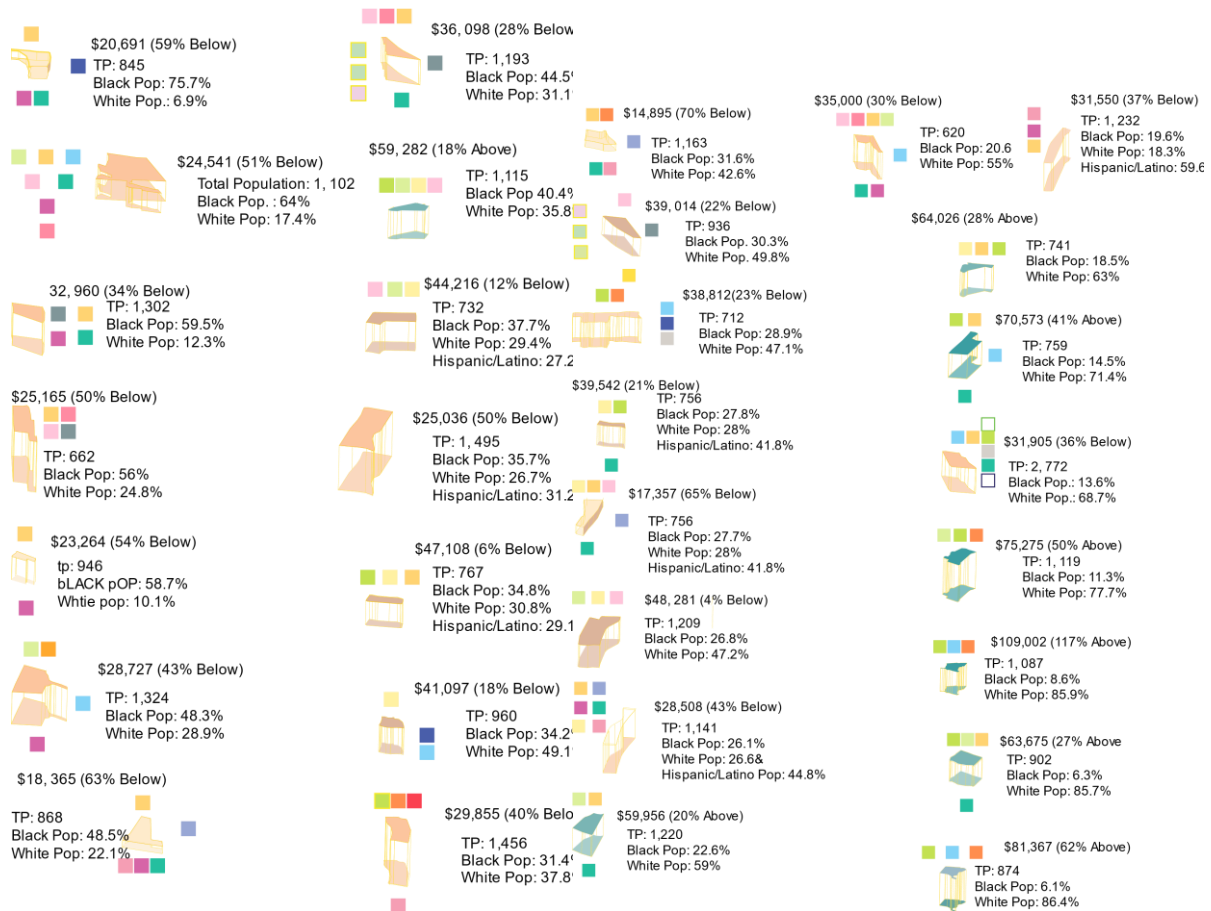 $20,691 (59% Below)
TP: 845
Black Pop: 75.7%
White Pop.: 6.9%
$24,541 (51% Below)
Total Population: 1, 102
Black Pop. : 64%
White Pop: 17.4%
32, 960 (34% Below)
TP: 1,302
Black Pop: 59.5%
White Pop: 12.3%
$25,165 (50% Below)
TP: 662
Black Pop: 56%
White Pop: 24.8%
$23,264 (54% Below)
tp: 946
bLACK pOP: 58.7%
Whtie pop: 10.1%
$28,727 (43% Below)
TP: 1,324
Black Pop: 48.3%
White Pop: 28.9%
$18, 365 (63% Below)
TP: 868
Black Pop: 48.5%
White Pop: 22.1%
$36, 098 (28% Below
TP: 1,193
Black Pop: 44.5%
White Pop: 31.1
$59, 282 (18% Above)
TP: 1,115
Black Pop 40.4%
White Pop: 35.8
$44,216 (12% Below)
TP: 732
Black Pop: 37.7%
White Pop: 29.4%
Hispanic/Latino: 27.2
$25,036 (50% Below)
TP: 1, 495
Black Pop: 35.7%
White Pop: 26.7%
Hispanic/Latino: 31.2
$47,108 (6% Below)
TP: 767
Black Pop: 34.8%
White Pop: 30.8%
Hispanic/Latino: 29.1
$41,097 (18% Below)
TP: 960
Black Pop: 34.2%
White Pop: 49.1
$29,855 (40% Belo
TP: 1,456
Black Pop: 31.4%
White Pop: 37.8
$14,895 (70% Below)
TP: 1,163
Black Pop: 31.6%
White Pop: 42.6%
$39, 014 (22% Below)
TP: 936
Black Pop. 30.3%
White Pop. 49.8%
$38,812(23% Below)
TP: 712
Black Pop: 28.9%
White Pop: 47.1%
$39,542 (21% Below)
TP: 756
Black Pop: 27.8%
White Pop: 28%
Hispanic/Latino: 41.8%
$17,357 (65% Below)
TP: 756
Black Pop: 27.7%
White Pop: 28%
Hispanic/Latino: 41.8%
$48, 281 (4% Below)
TP: 1,209
Black Pop: 26.8%
White Pop: 47.2%
$28,508 (43% Below)
TP: 1,141
Black Pop: 26.1%
White Pop: 26.6&
Hispanic/Latino Pop: 44.8%
$59,956 (20% Above)
TP: 1,220
Black Pop: 22.6%
White Pop: 59%
$35,000 (30% Below)
TP: 620
Black Pop: 20.6
White Pop: 55%
$31,550 (37% Below)
TP: 1, 232
Black Pop: 19.6%
White Pop: 18.3%
Hispanic/Latino: 59.6
$64,026 (28% Above)
TP: 741
Black Pop: 18.5%
White Pop: 63%
$70,573 (41% Above)
TP: 759
Black Pop: 14.5%
White Pop: 71.4%
$31,905 (36% Below)
TP: 2, 772
Black Pop.: 13.6%
White Pop.: 68.7%
$75,275 (50% Above)
TP: 1, 119
Black Pop: 11.3%
White Pop: 77.7%
$109,002 (117% Above)
TP: 1, 087
Black Pop: 8.6%
White Pop: 85.9%
$63,675 (27% Above
TP: 902
Black Pop: 6.3%
White Pop: 85.7%
$81,367 (62% Above)
TP: 874
Black Pop: 6.1%
White Pop: 86.4%